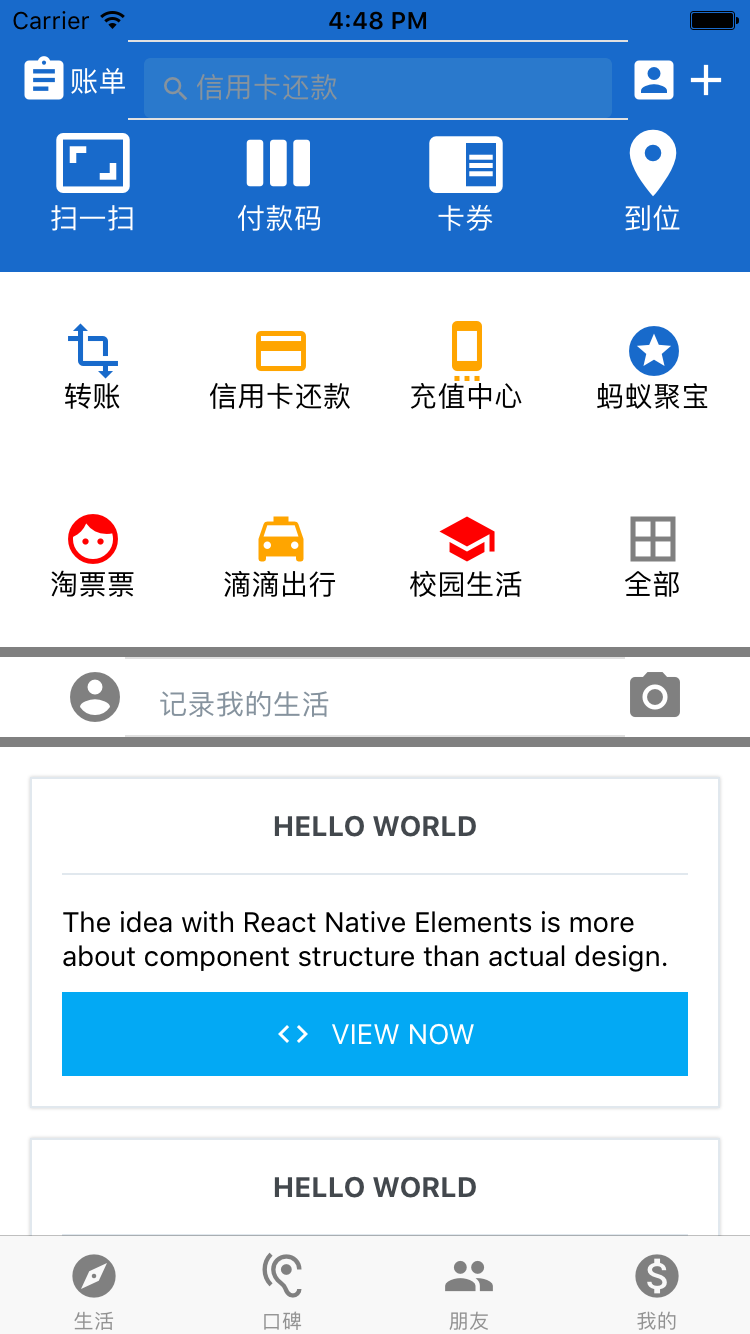 Carrier 4:48 PM
账单 信用卡还款
扫一扫 付款码 卡券 到位
转账 信用卡还款 充值中心 蚂蚁聚宝
淘票票 滴滴出行 校园生活 全部
记录我的生活
HELLO WORLD
The idea with React Native Elements is more
about component structure than actual design.
VIEW NOW
HELLO WORLD
生活 口碑 朋友 我的